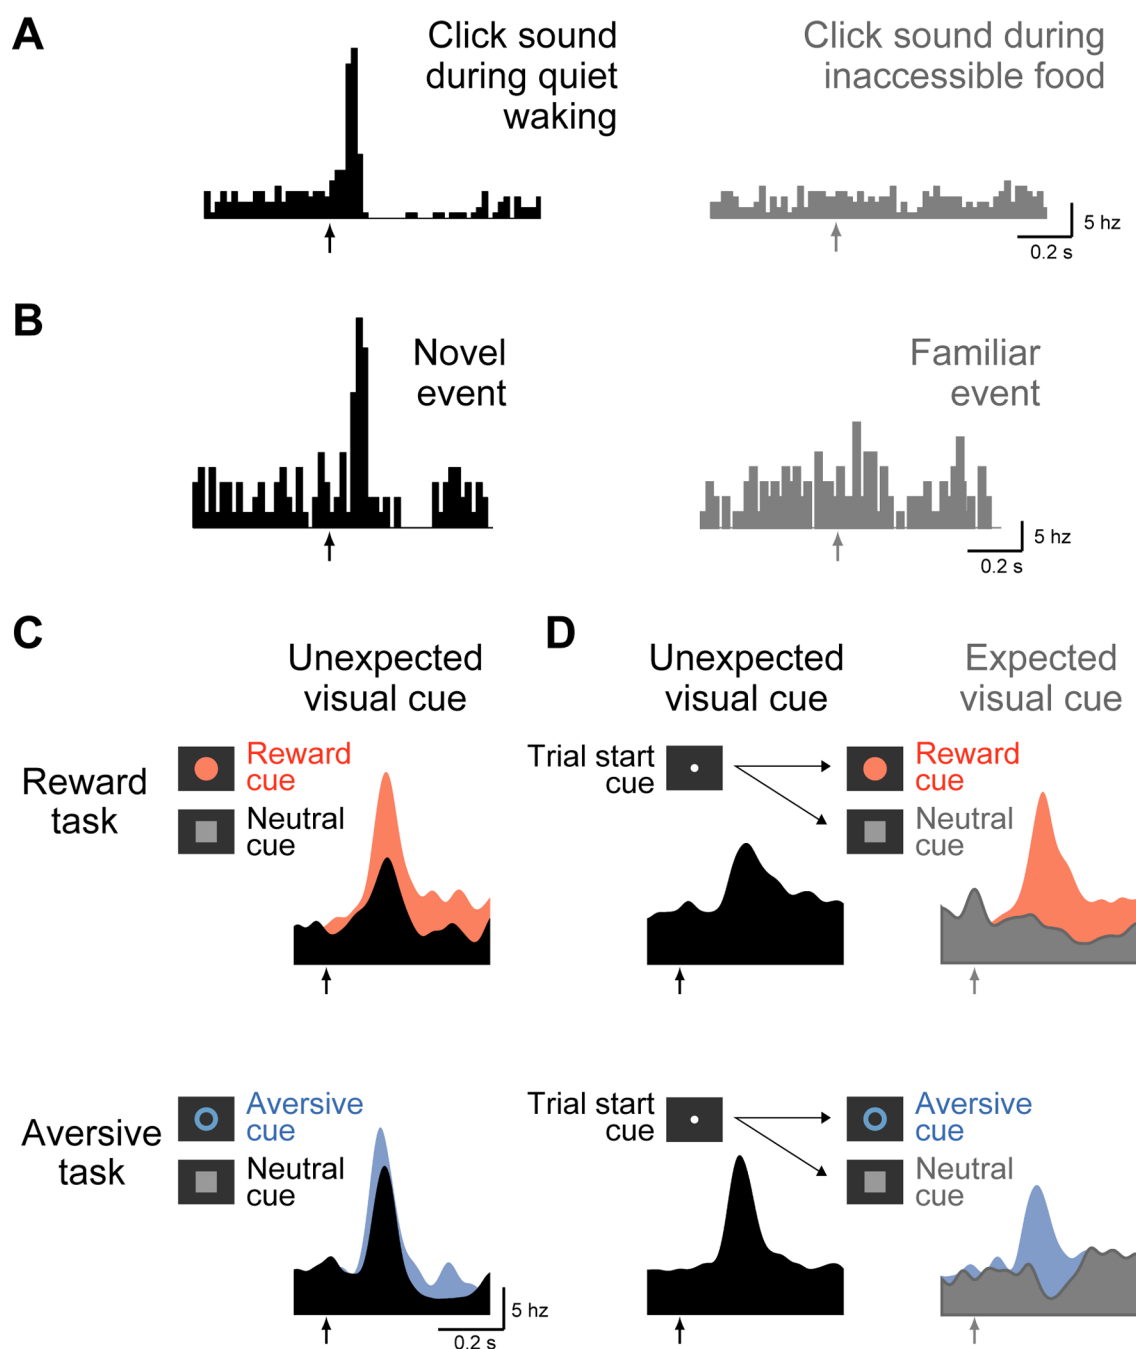 A
Click sound
during quiet
waking
Click sound during
inaccessible food
5 hz
0.2 s
B
Novel
event
Familiar
event
5 hz
0.2 s
C
Unexpected
visual cue
D
Unexpected
visual cue
Expected
visual cue
Reward
task
Reward
cue
Neutral
cue
Trial start
cue
Reward
cue
Neutral
cue
Aversive
task
Aversive
cue
Neutral
cue
5 hz
0.2 s
Trial start
cue
Aversive
cue
Neutral
cue